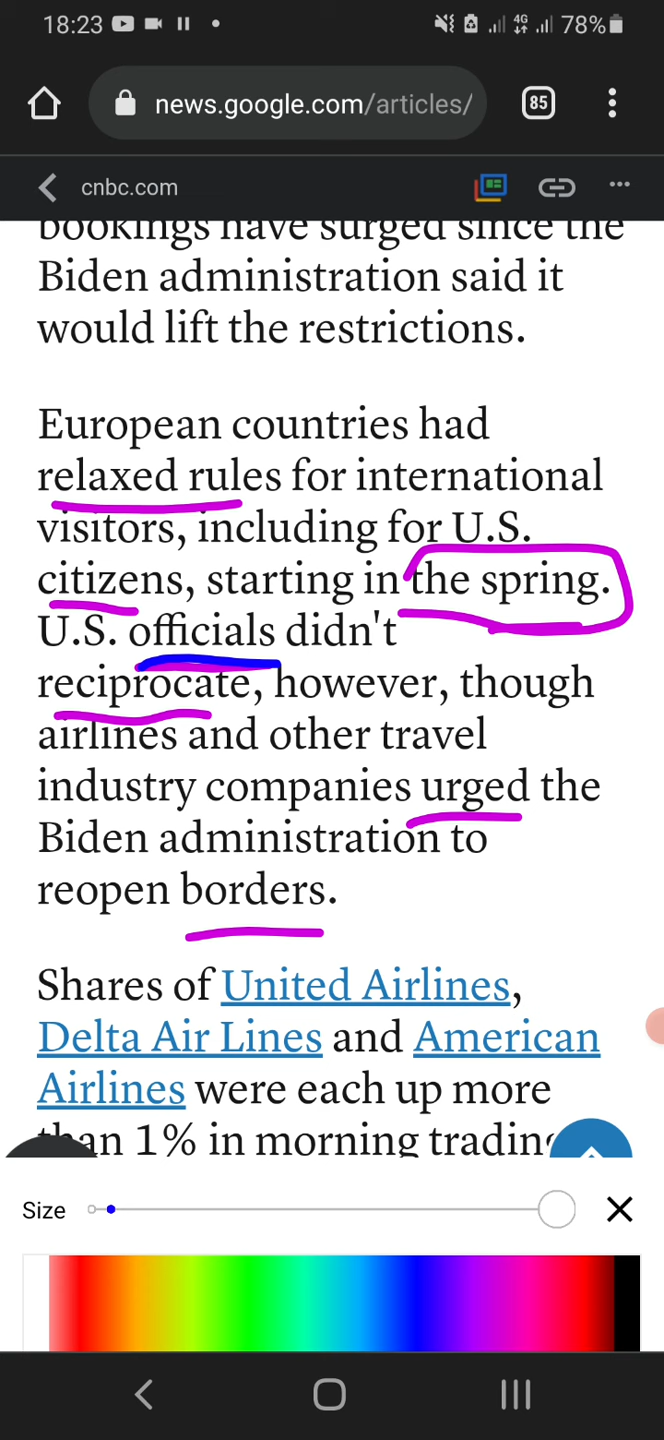 18:23
4G
78%
news.google.com/articles/
85
cnbc.com
bookings have surged since the
Biden administration said it
would lift the restrictions.
European countries had
relaxed rules for international
visitors, including for U.S.
citizens, starting in the spring.
U.S. officials didn't
reciprocate, however, though
airlines and other travel
industry companies urged the
Biden administration to
reopen borders.
Shares of United Airlines,
Delta Air Lines and American
Airlines were each up more
than 1% in morning trading
Size